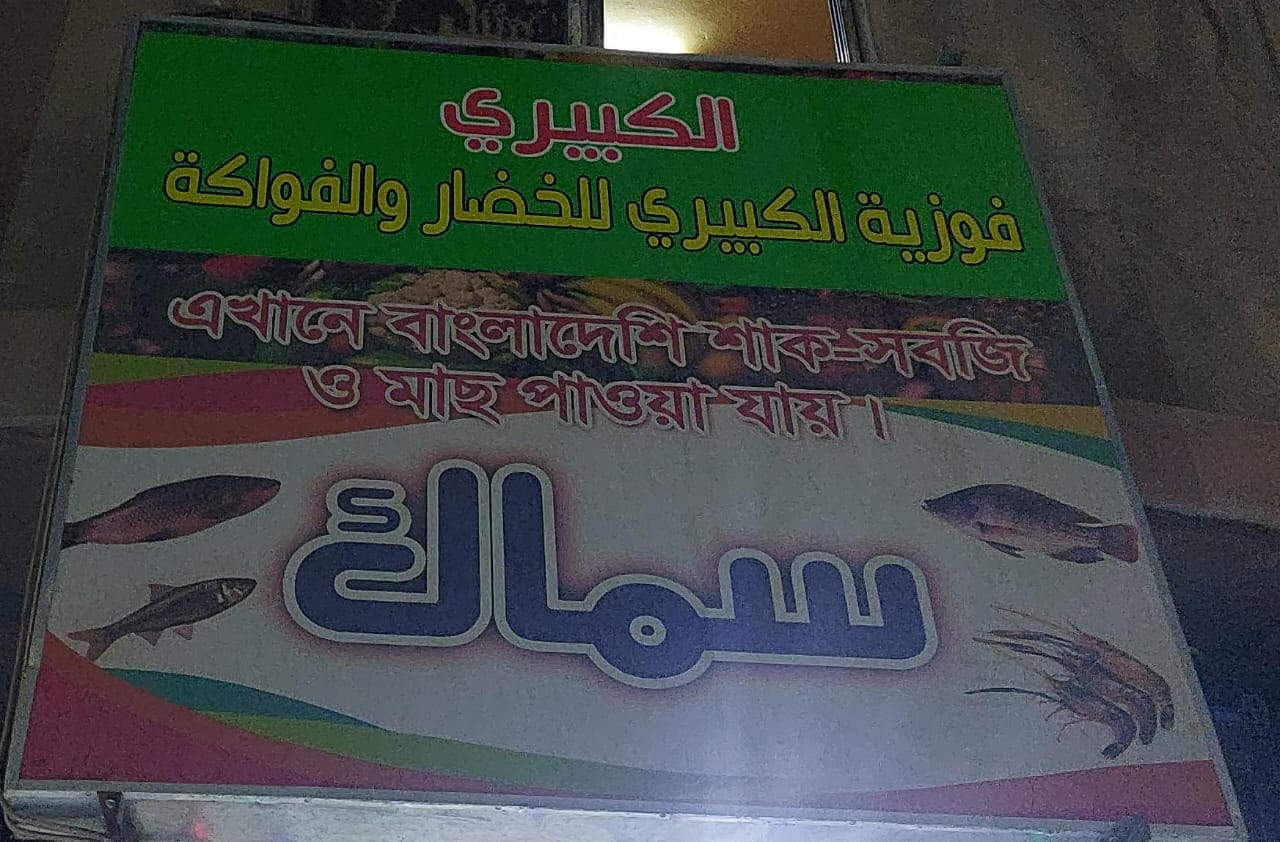 الكبيري
فوزية الكبيري للخضار والفواكة
এখানে বাংলাদেশি শাক-সবজি
ও মাছ পাওয়া যায়।
سماك